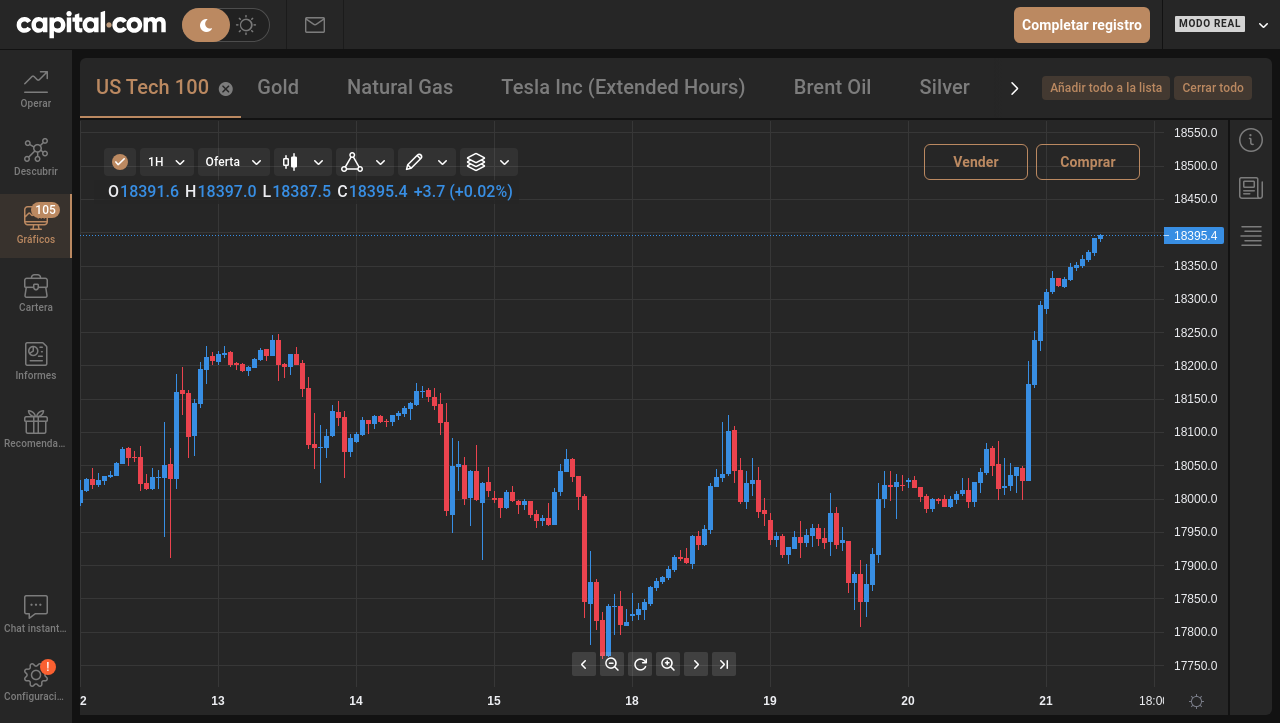 capital.com
Completar registro
MODO REAL
US Tech 100
Gold
Natural Gas
Tesla Inc (Extended Hours)
Brent Oil
Silver
Añadir todo a la lista
Cerrar todo
Operar
Descubrir
105
Gráficos
Cartera
Informes
Recomenda...
Chat instant...
!
Configuraci...
1H
Oferta
O18391.6 H18397.0 L18387.5 C18395.4 +3.7 (+0.02%)
Vender
Comprar
18550.0
18500.0
18450.0
18395.4
18350.0
18300.0
18250.0
18200.0
18150.0
18100.0
18050.0
18000.0
17950.0
17900.0
17850.0
17800.0
17750.0
2 13 14 15 18 19 20 21 18:00